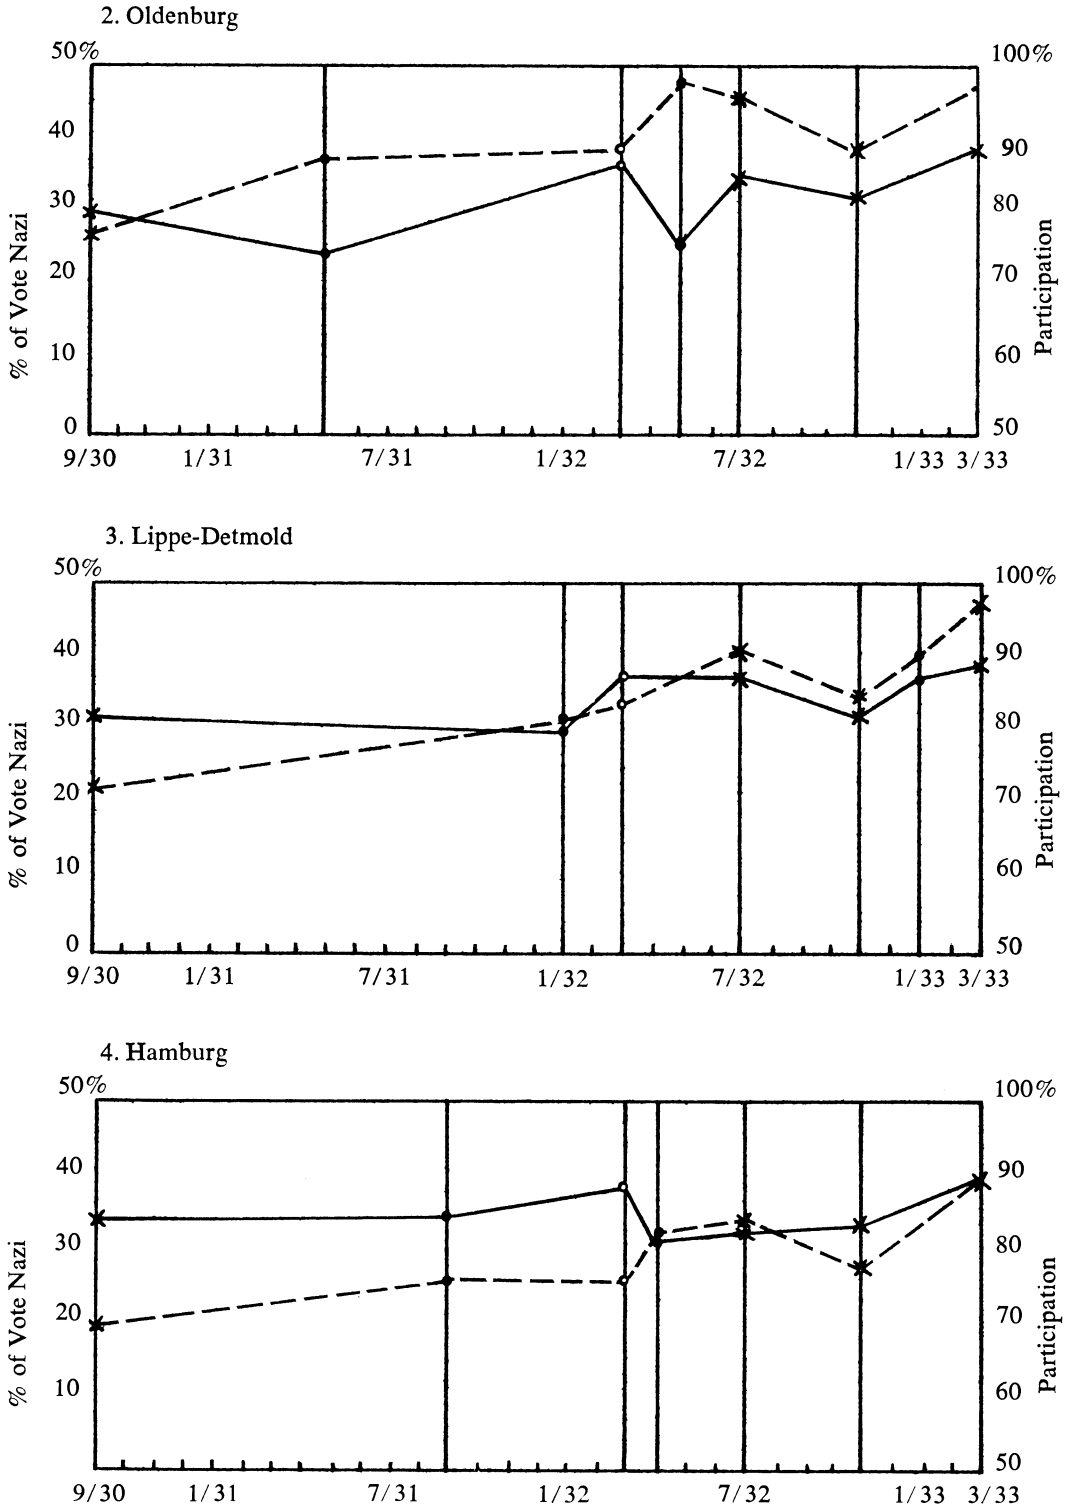 2. Oldenburg
50% 100%
40 90
30 80
20 70
10 60
0 50
% of Vote Nazi
Participation
9/30 1/31 7/31 1/32 7/32 1/33 3/33
3. Lippe-Detmold
50% 100%
40 90
30 80
20 70
10 60
0 50
% of Vote Nazi
Participation
9/30 1/31 7/31 1/32 7/32 1/33 3/33
4. Hamburg
50% 100%
40 90
30 80
20 70
10 60
50
% of Vote Nazi
Participation
9/30 1/31 7/31 1/32 7/32 1/33 3/33